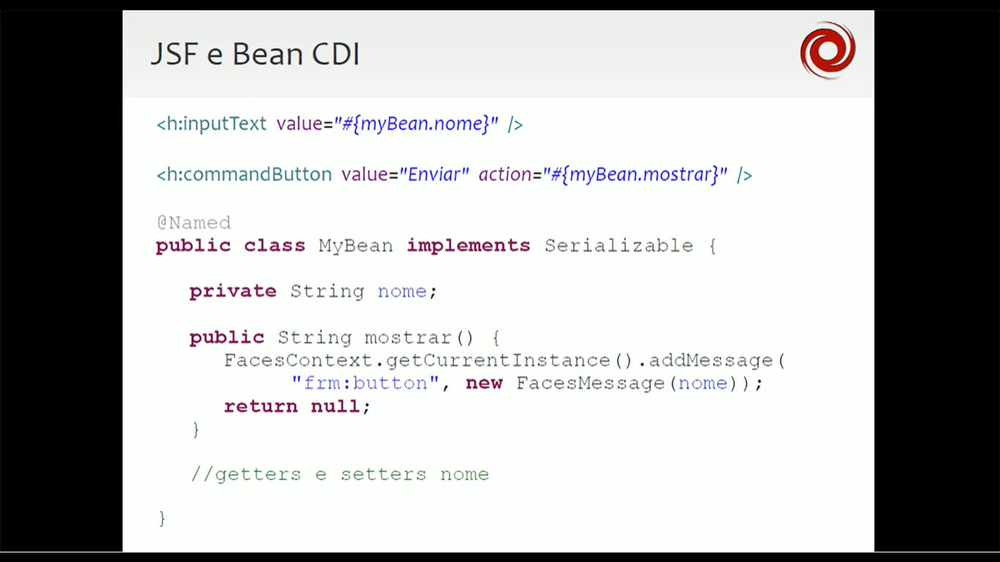 JSF e Bean CDI
<h:inputText value="#{myBean.nome}" />
<h:commandButton value="Enviar" action="#{myBean.mostrar}" />
@Named
public class MyBean implements Serializable {
private String nome;
public String mostrar() {
FacesContext.getCurrentInstance().addMessage(
"frm:button", new FacesMessage(nome));
return null;
}
//getters e setters nome
}